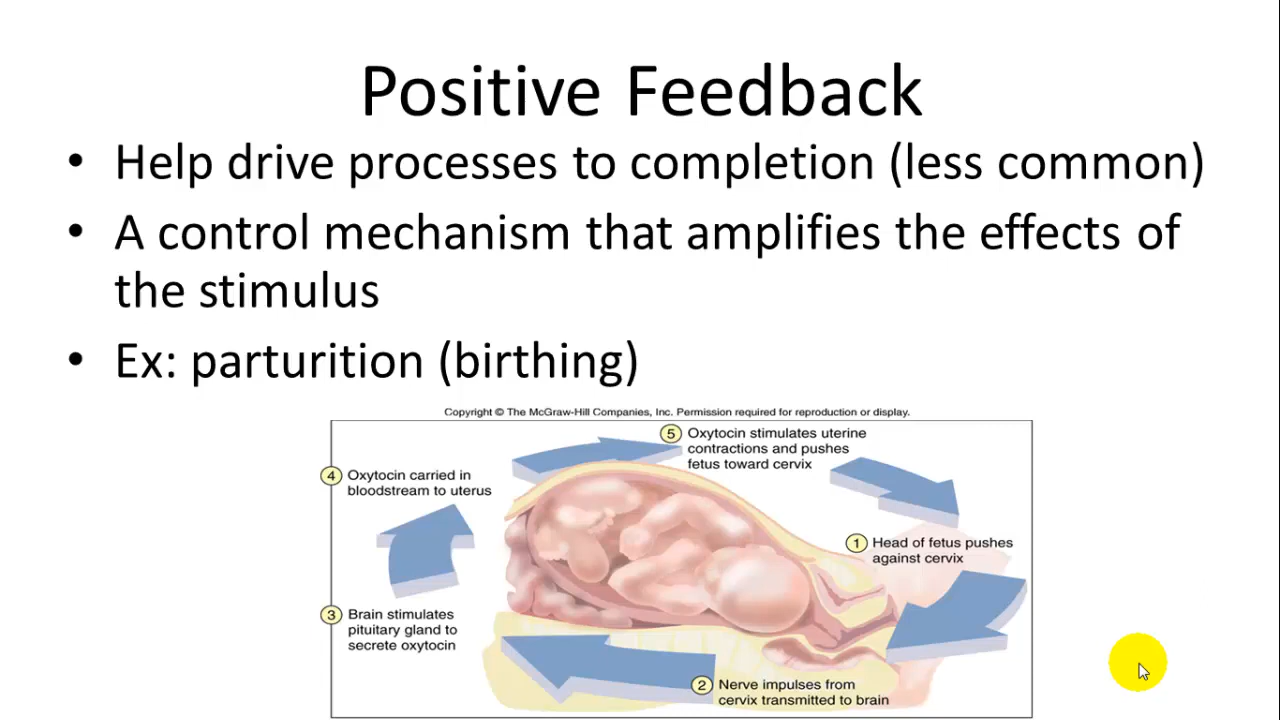 Positive Feedback
• Help drive processes to completion (less common)
• A control mechanism that amplifies the effects of
the stimulus
• Ex: parturition (birthing)
Copyright © The McGraw-Hill Companies, Inc. Permission required for reproduction or display.
1 Head of fetus pushes
against cervix
2 Nerve impulses from
cervix transmitted to brain
3 Brain stimulates
pituitary gland to
secrete oxytocin
4 Oxytocin carried in
bloodstream to uterus
5 Oxytocin stimulates uterine
contractions and pushes
fetus toward cervix